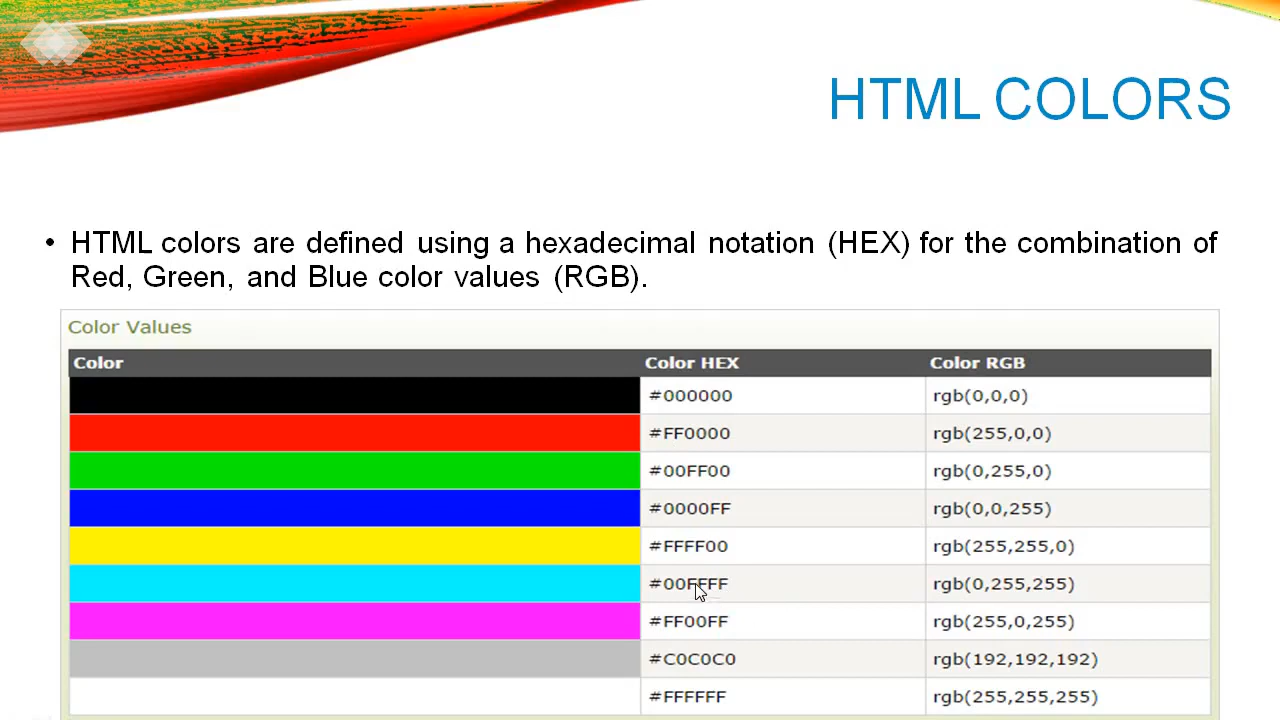 HTML COLORS
• HTML colors are defined using a hexadecimal notation (HEX) for the combination of
Red, Green, and Blue color values (RGB).
Color Values
Color Color HEX Color RGB
#000000 rgb(0,0,0)
#FF0000 rgb(255,0,0)
#00FF00 rgb(0,255,0)
#0000FF rgb(0,0,255)
#FFFF00 rgb(255,255,0)
#00FFFF rgb(0,255,255)
#FF00FF rgb(255,0,255)
#C0C0C0 rgb(192,192,192)
#FFFFFF rgb(255,255,255)